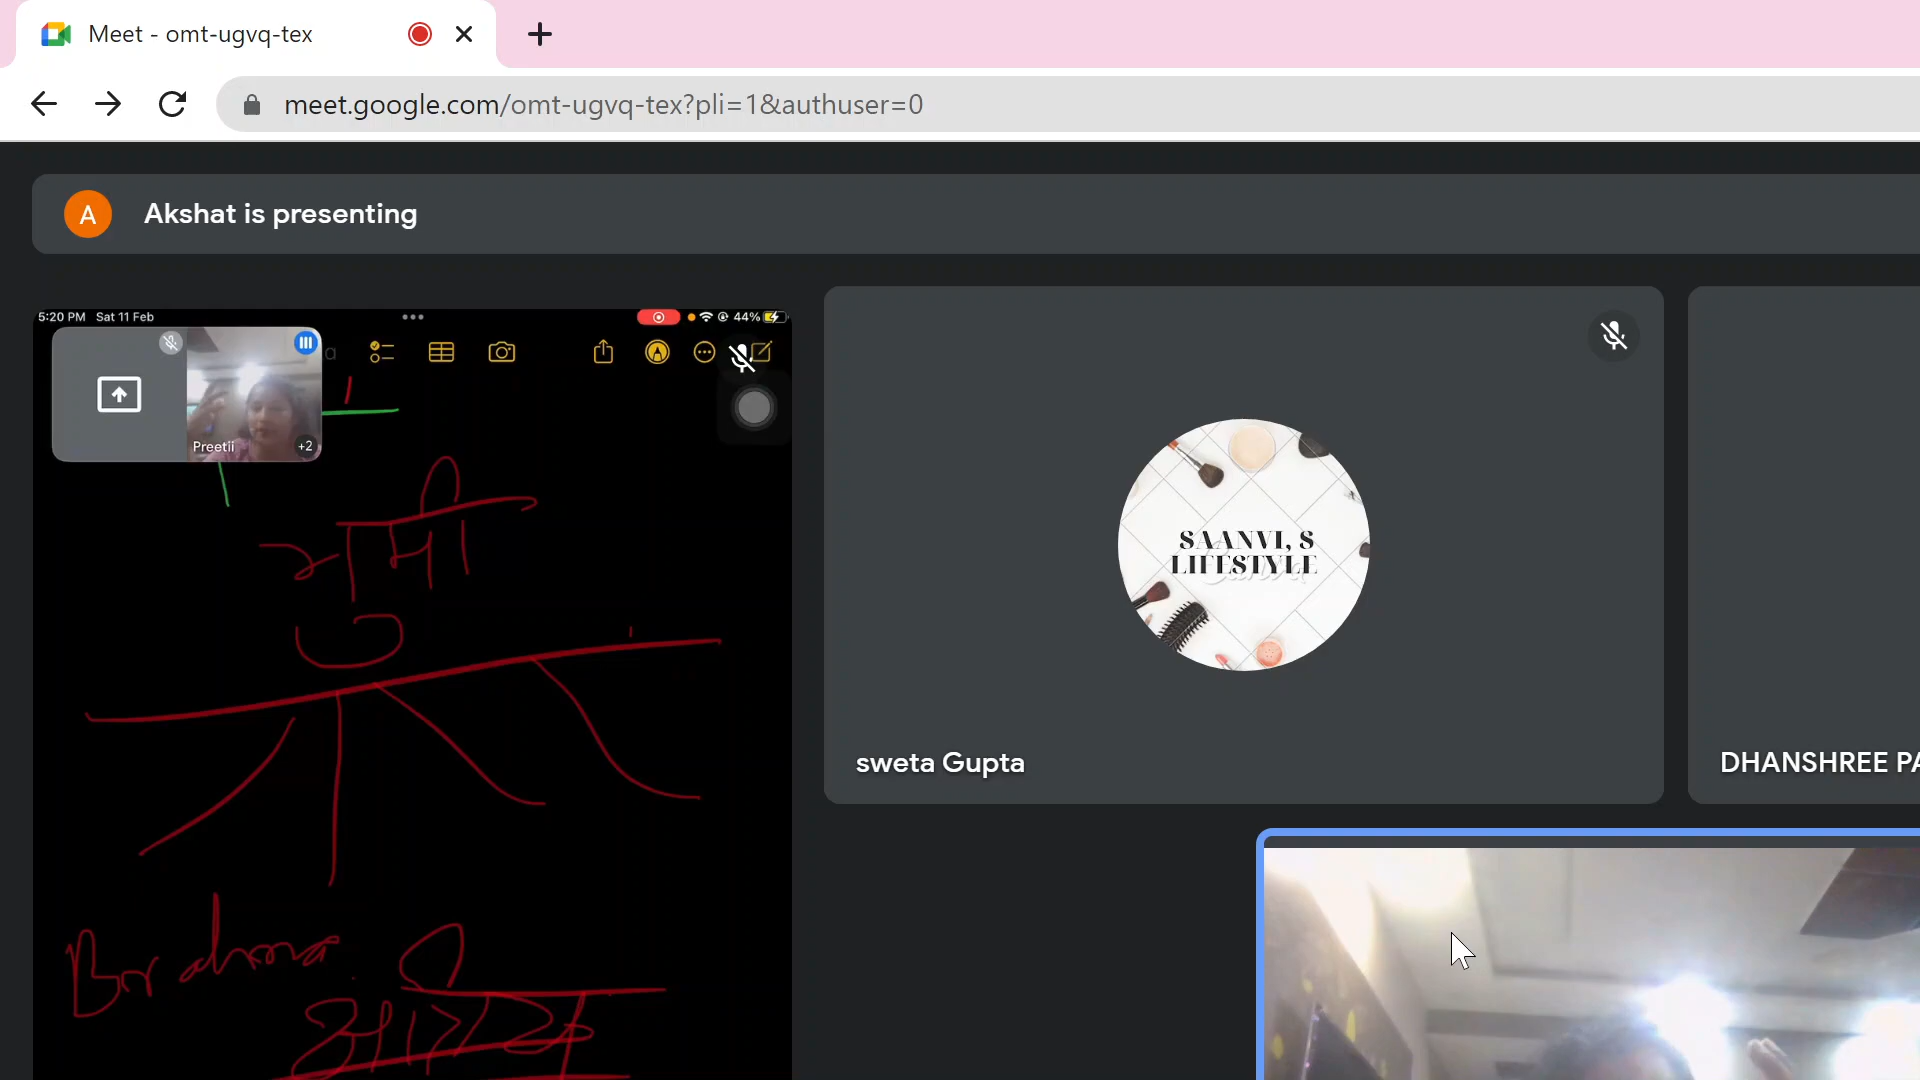 Meet - omt-ugvq-tex
meet.google.com/omt-ugvq-tex?pli=1&authuser=0
A
Akshat is presenting
5:20 PM Sat 11 Feb
44%
Preetii
+2
SAANVI, S
LIFESTYLE
sweta Gupta
DHANSHREE PA
Brahma